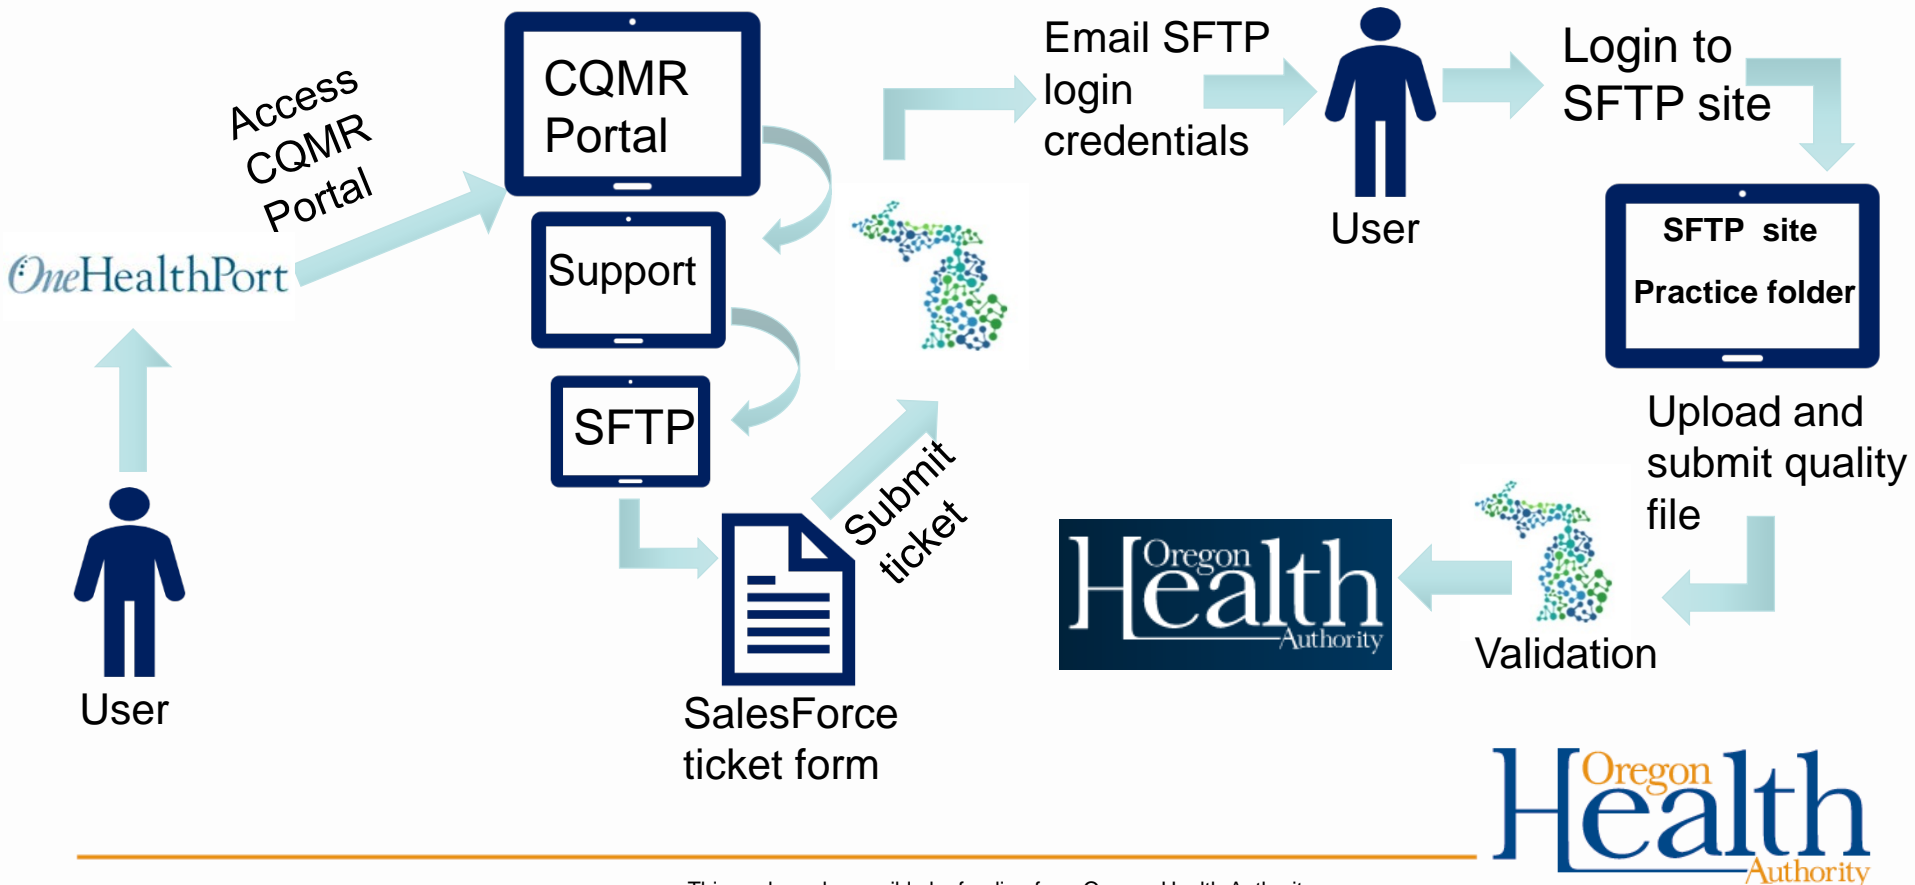 Access
CQMR
Portal
OneHealthPort
User
CQMR
Portal
Support
SFTP
SalesForce
ticket form
Submit
ticket
Email SFTP
login
credentials
User
Login to
SFTP site
SFTP site
Practice folder
Upload and
submit quality
file
Validation
Oregon
Health
Authority
Oregon
Health
Authority